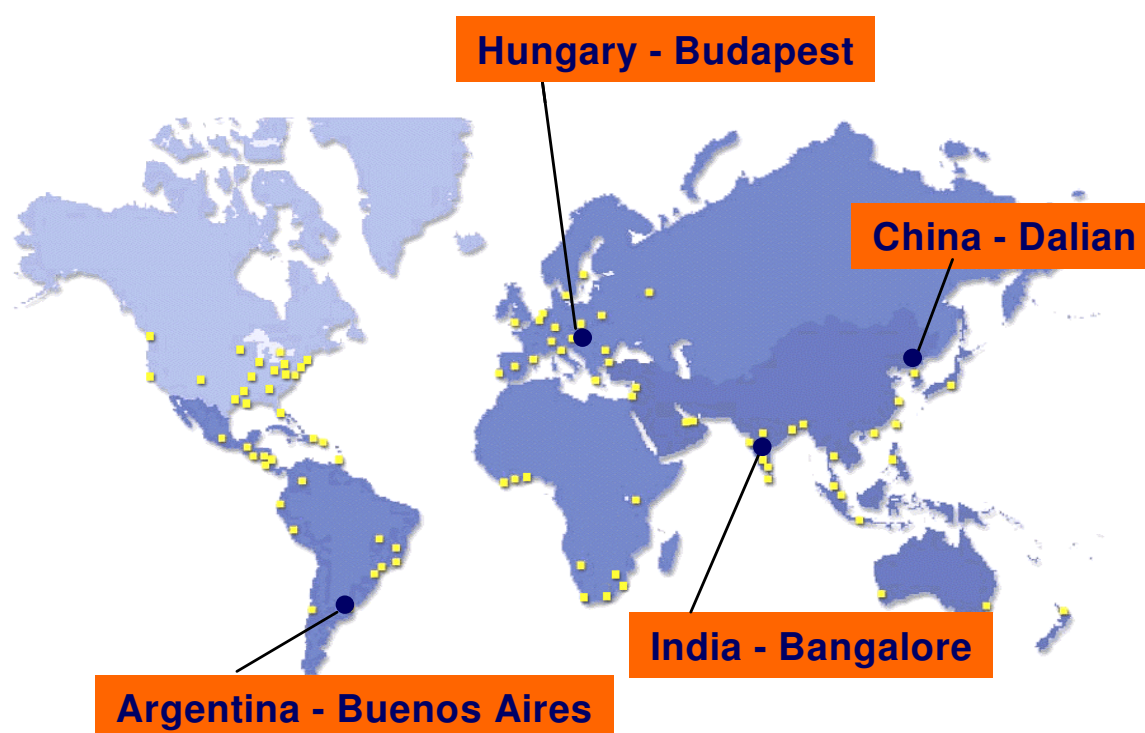 Hungary - Budapest
China - Dalian
India - Bangalore
Argentina - Buenos Aires